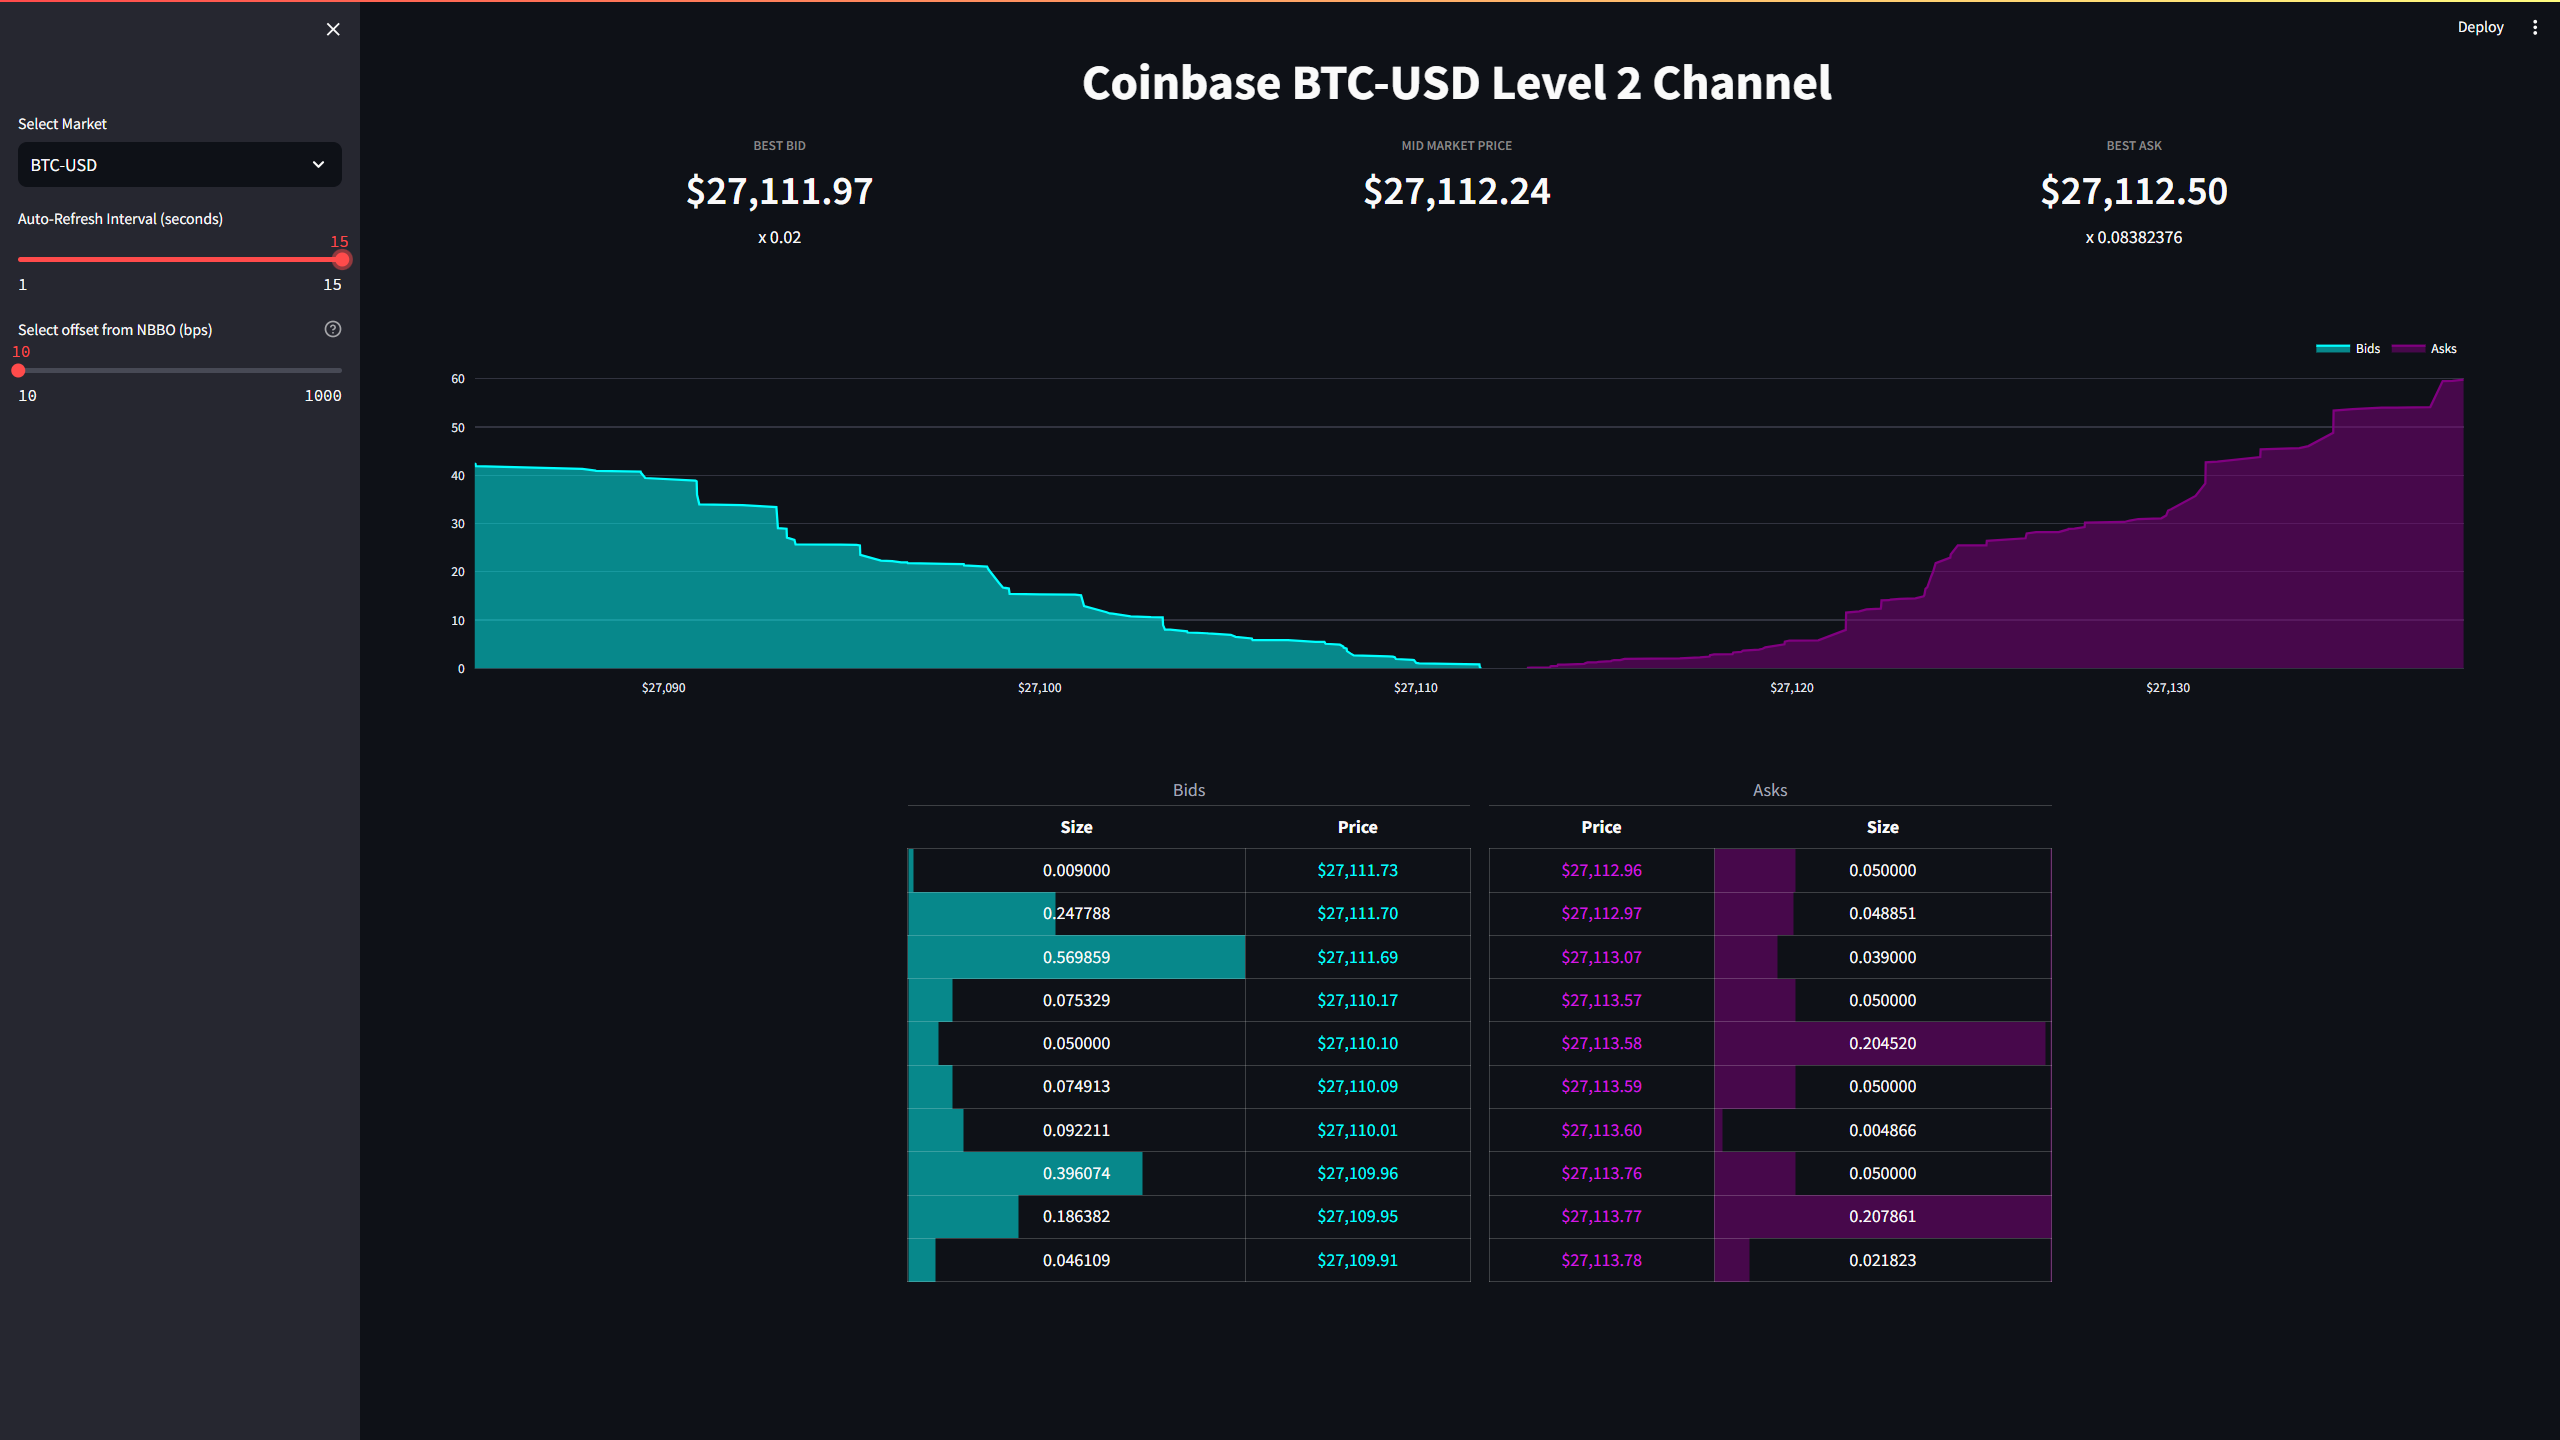 Deploy
Select Market
BTC-USD
Auto-Refresh Interval (seconds)
15
1 15
Select offset from NBBO (bps)
10
10 1000
Coinbase BTC-USD Level 2 Channel
BEST BID MID MARKET PRICE BEST ASK
$27,111.97 $27,112.24 $27,112.50
x 0.02 x 0.08382376
Bids Asks
60
50
40
30
20
10
0
$27,090 $27,100 $27,110 $27,120 $27,130
Bids Asks
Size Price Price Size
0.009000 $27,111.73 $27,112.96 0.050000
0.247788 $27,111.70 $27,112.97 0.048851
0.569859 $27,111.69 $27,113.07 0.039000
0.075329 $27,110.17 $27,113.57 0.050000
0.050000 $27,110.10 $27,113.58 0.204520
0.074913 $27,110.09 $27,113.59 0.050000
0.092211 $27,110.01 $27,113.60 0.004866
0.396074 $27,109.96 $27,113.76 0.050000
0.186382 $27,109.95 $27,113.77 0.207861
0.046109 $27,109.91 $27,113.78 0.021823